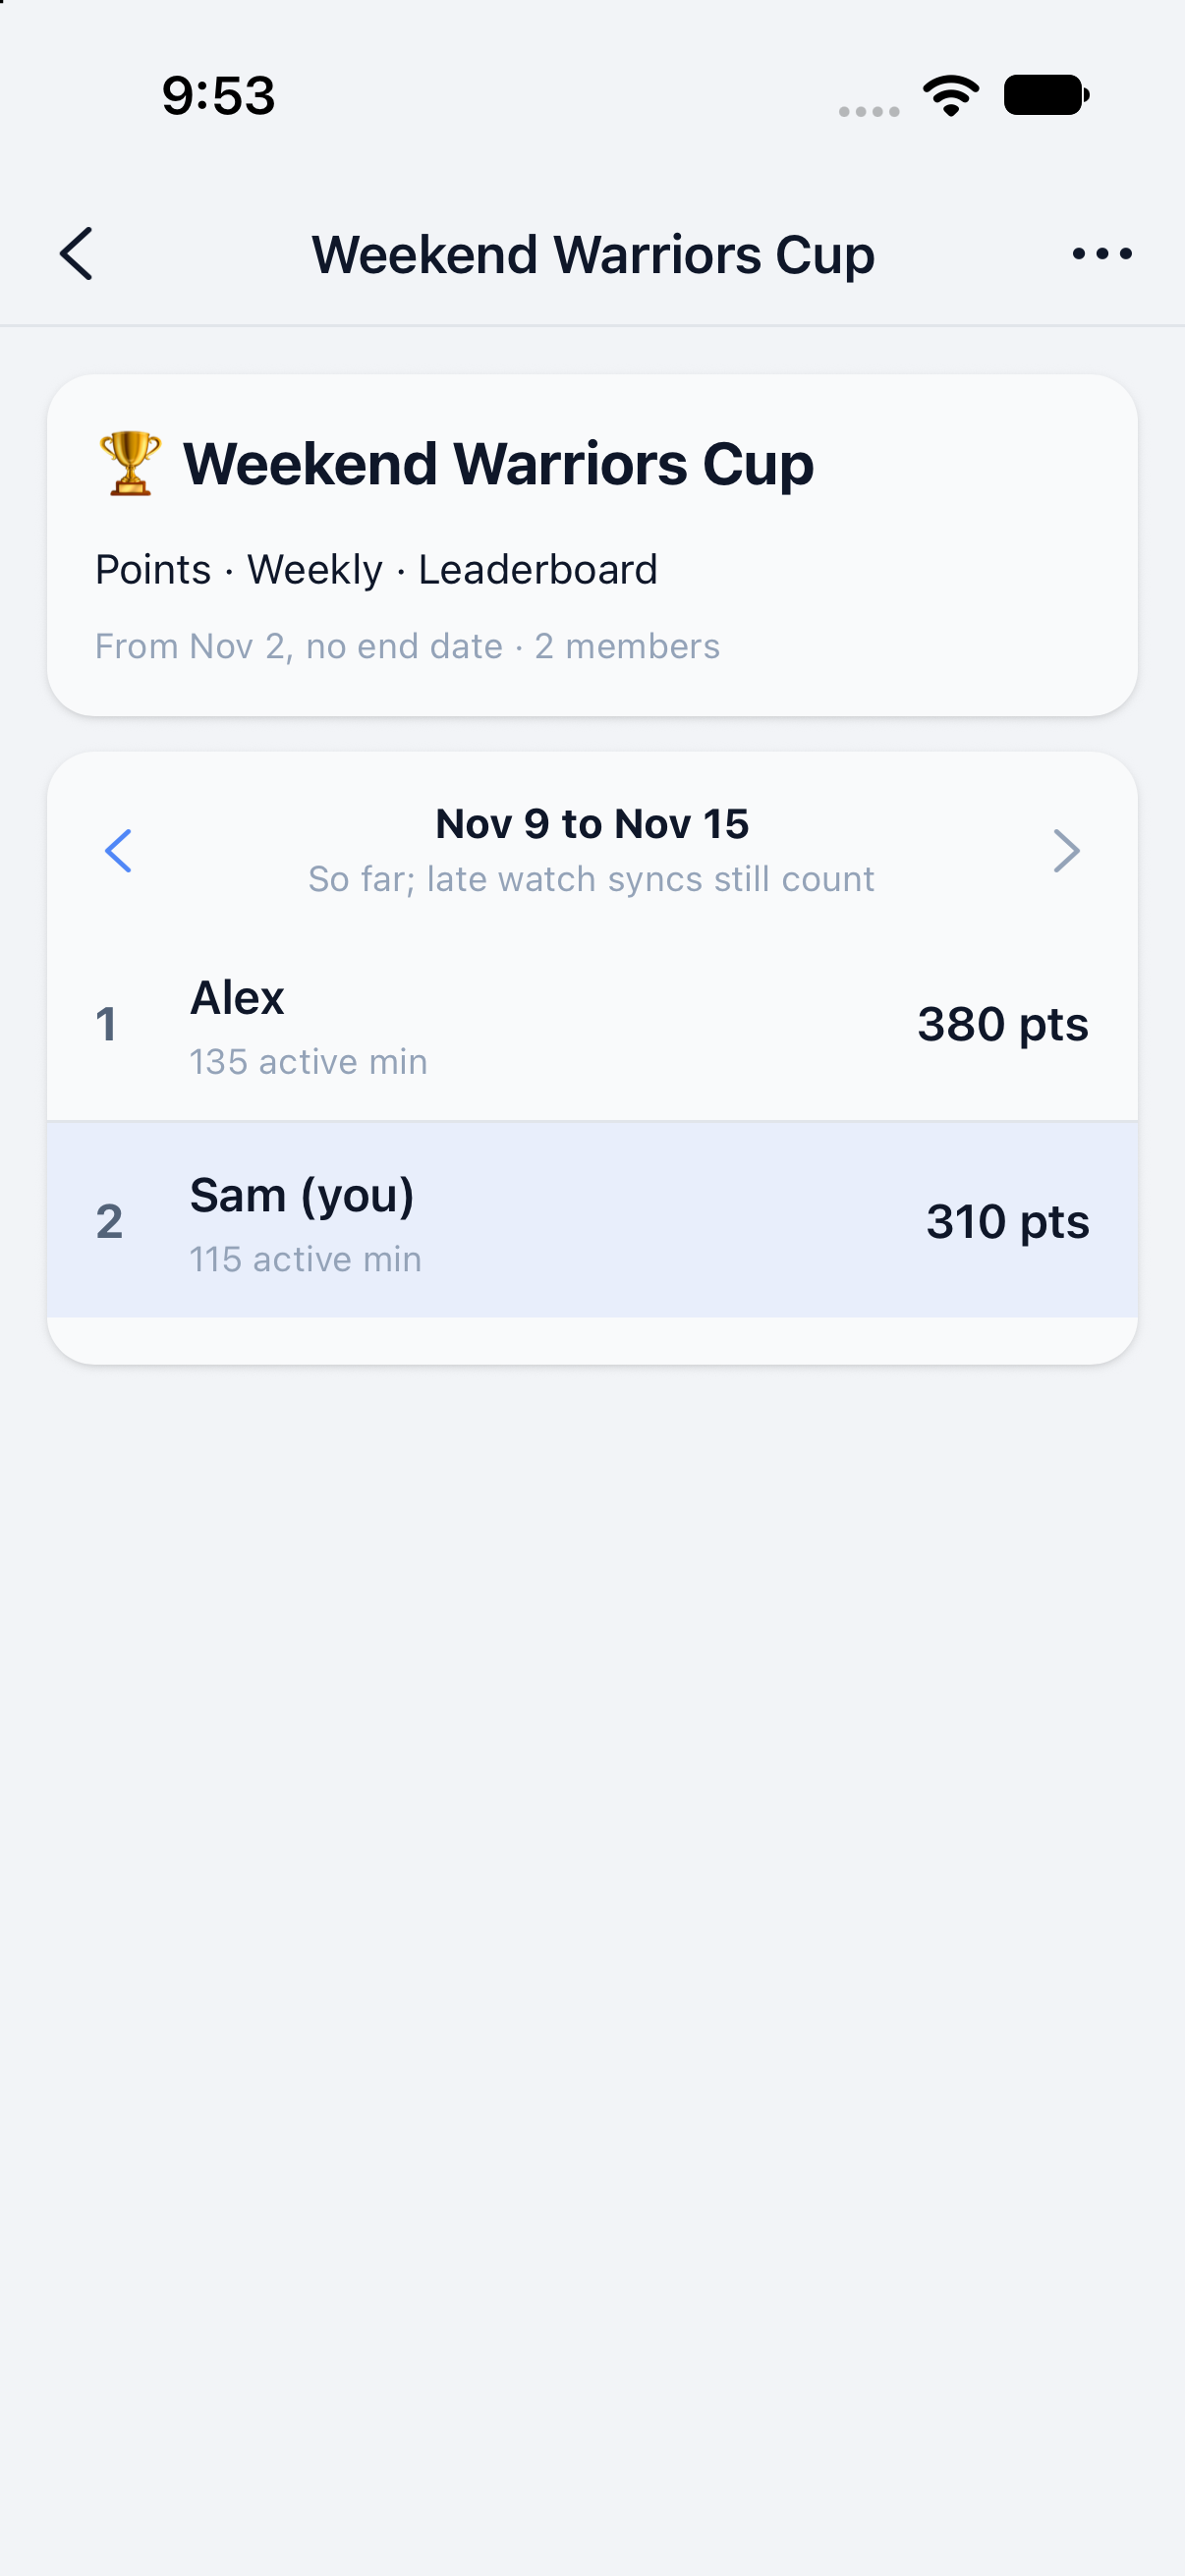 9:53
Weekend Warriors Cup
🏆 Weekend Warriors Cup
Points · Weekly · Leaderboard
From Nov 2, no end date · 2 members
Nov 9 to Nov 15
So far; late watch syncs still count
1 Alex 380 pts
135 active min
2 Sam (you) 310 pts
115 active min